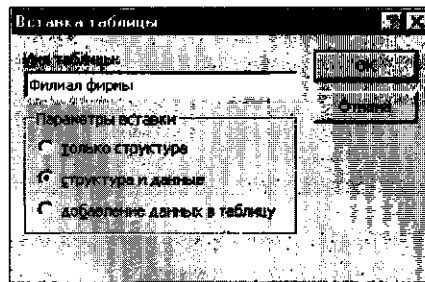 Вставка таблицы
Имя таблицы:
Филиал фирмы
OK
Отмена
Параметры вставки
только структура
структура и данные
добавление данных в таблицу